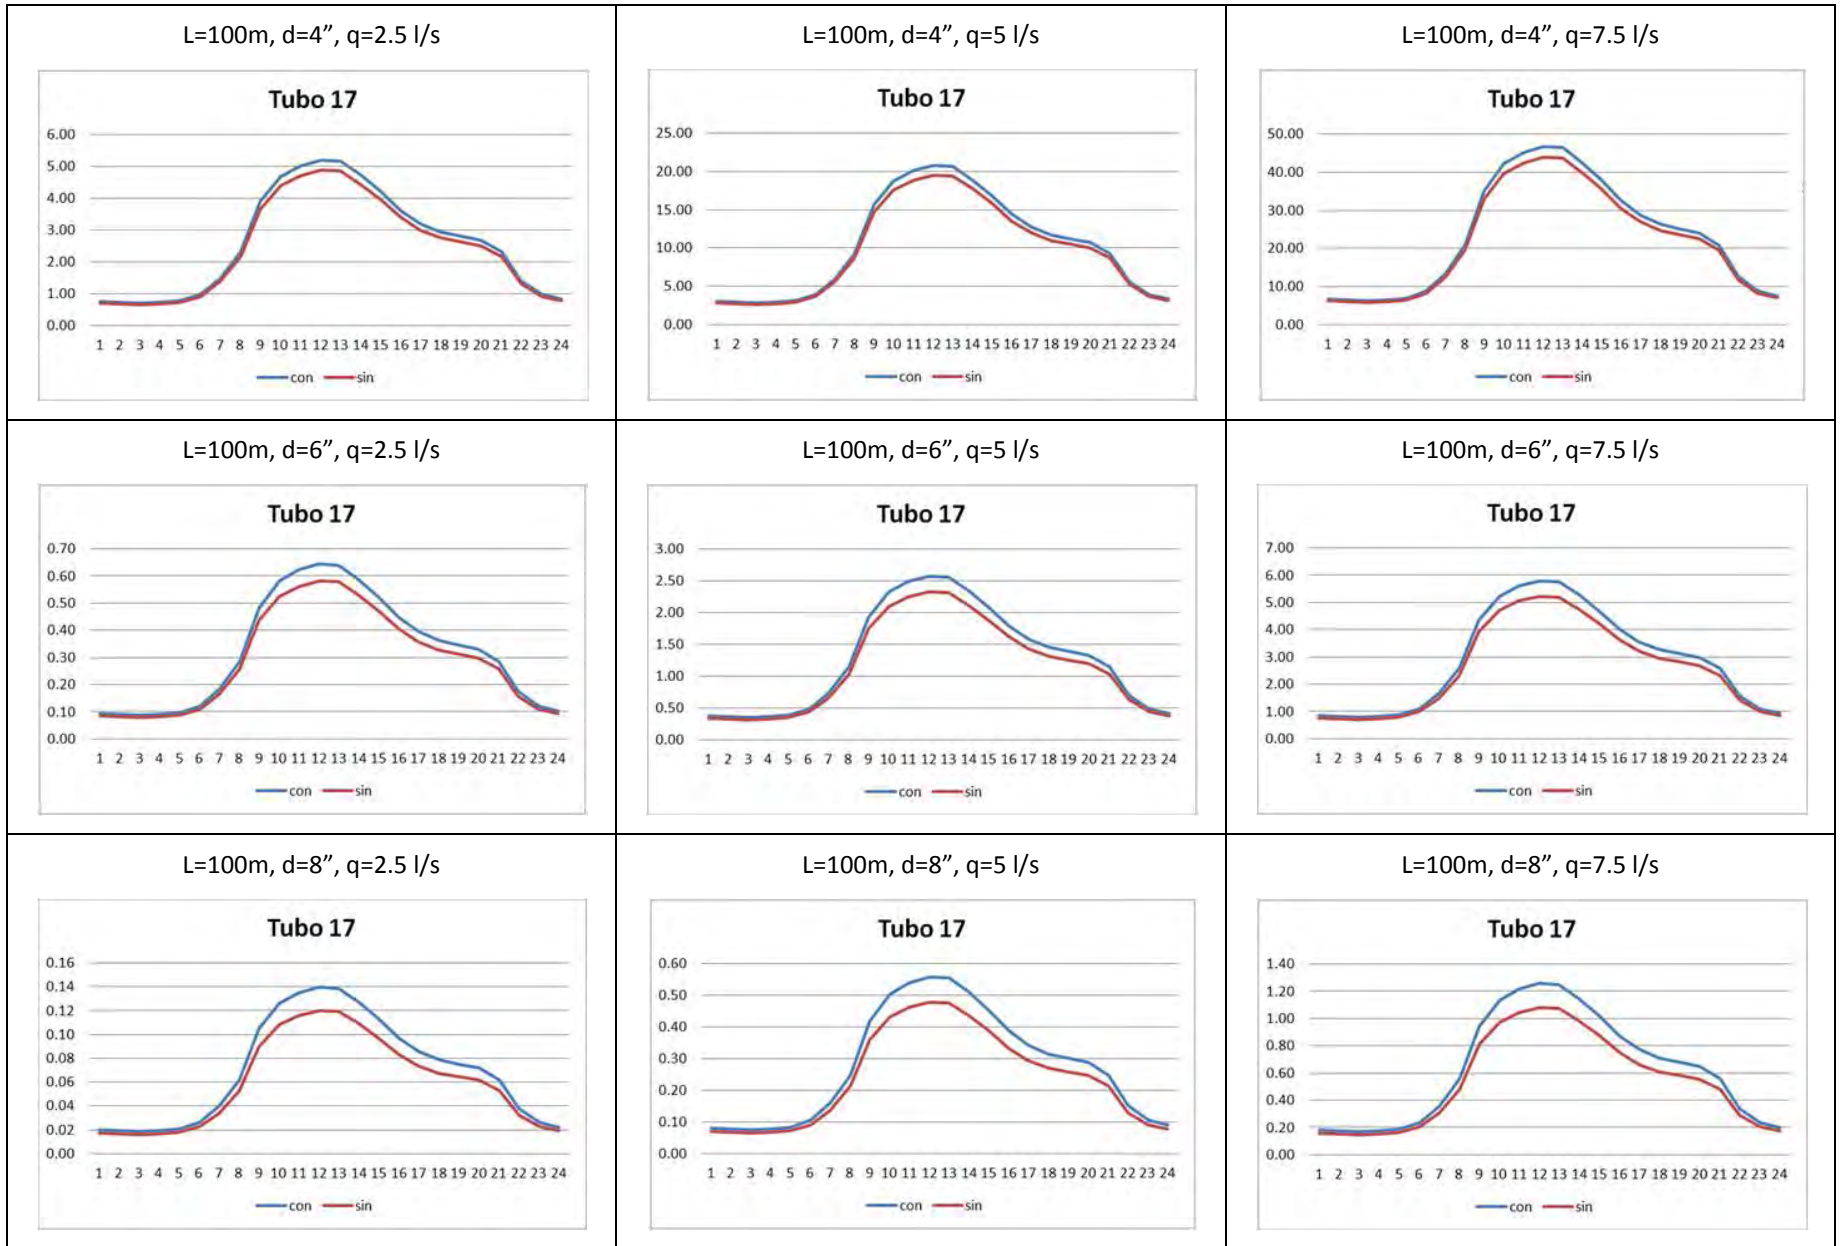 L=100m, d=4”, q=2.5 l/s
Tubo 17
6.00
5.00
4.00
3.00
2.00
1.00
0.00
1 2 3 4 5 6 7 8 9 10 11 12 13 14 15 16 17 18 19 20 21 22 23 24
con sin
L=100m, d=4”, q=5 l/s
Tubo 17
25.00
20.00
15.00
10.00
5.00
0.00
1 2 3 4 5 6 7 8 9 10 11 12 13 14 15 16 17 18 19 20 21 22 23 24
con sin
L=100m, d=4”, q=7.5 l/s
Tubo 17
50.00
40.00
30.00
20.00
10.00
0.00
1 2 3 4 5 6 7 8 9 10 11 12 13 14 15 16 17 18 19 20 21 22 23 24
con sin
L=100m, d=6”, q=2.5 l/s
Tubo 17
0.70
0.60
0.50
0.40
0.30
0.20
0.10
0.00
1 2 3 4 5 6 7 8 9 10 11 12 13 14 15 16 17 18 19 20 21 22 23 24
con sin
L=100m, d=6”, q=5 l/s
Tubo 17
3.00
2.50
2.00
1.50
1.00
0.50
0.00
1 2 3 4 5 6 7 8 9 10 11 12 13 14 15 16 17 18 19 20 21 22 23 24
con sin
L=100m, d=6”, q=7.5 l/s
Tubo 17
7.00
6.00
5.00
4.00
3.00
2.00
1.00
0.00
1 2 3 4 5 6 7 8 9 10 11 12 13 14 15 16 17 18 19 20 21 22 23 24
con sin
L=100m, d=8”, q=2.5 l/s
Tubo 17
0.16
0.14
0.12
0.10
0.08
0.06
0.04
0.02
0.00
1 2 3 4 5 6 7 8 9 10 11 12 13 14 15 16 17 18 19 20 21 22 23 24
con sin
L=100m, d=8”, q=5 l/s
Tubo 17
0.60
0.50
0.40
0.30
0.20
0.10
0.00
1 2 3 4 5 6 7 8 9 10 11 12 13 14 15 16 17 18 19 20 21 22 23 24
con sin
L=100m, d=8”, q=7.5 l/s
Tubo 17
1.40
1.20
1.00
0.80
0.60
0.40
0.20
0.00
1 2 3 4 5 6 7 8 9 10 11 12 13 14 15 16 17 18 19 20 21 22 23 24
con sin